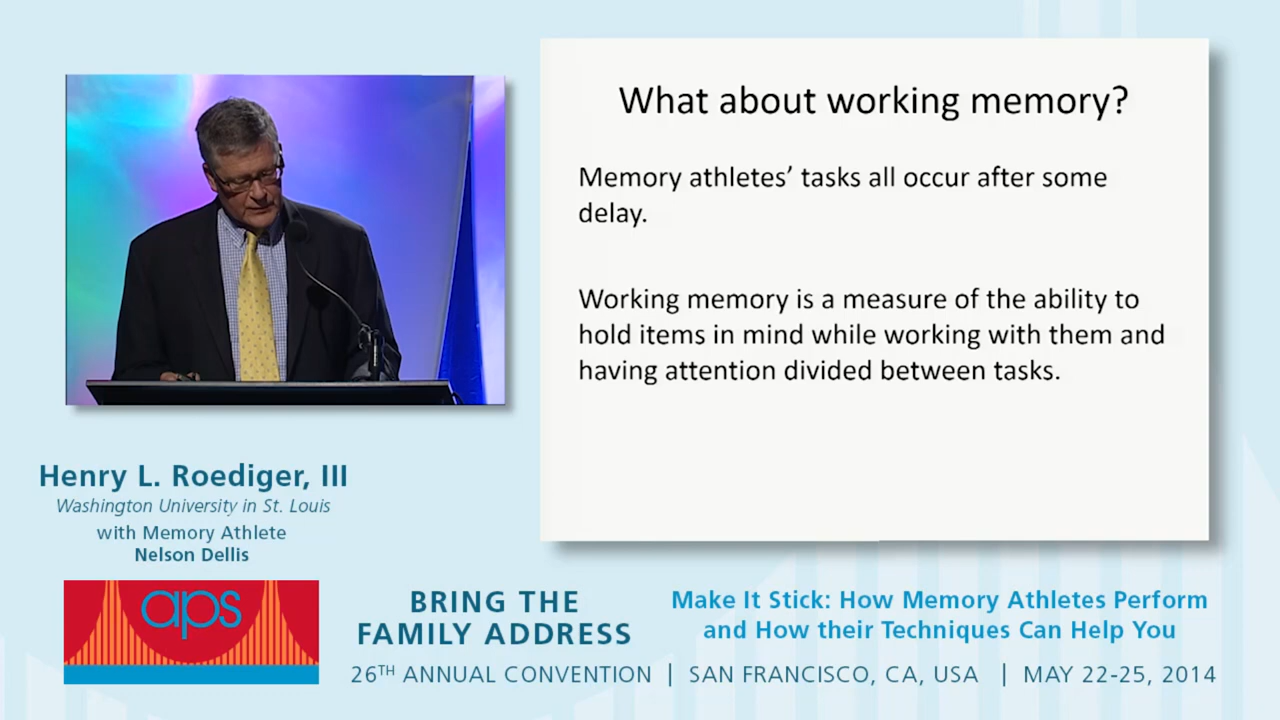 What about working memory?
Memory athletes’ tasks all occur after some
delay.
Working memory is a measure of the ability to
hold items in mind while working with them and
having attention divided between tasks.
Henry L. Roediger, III
Washington University in St. Louis
with Memory Athlete
Nelson Dellis
aps
BRING THE
FAMILY ADDRESS
Make It Stick: How Memory Athletes Perform
and How their Techniques Can Help You
26TH ANNUAL CONVENTION | SAN FRANCISCO, CA, USA | MAY 22-25, 2014